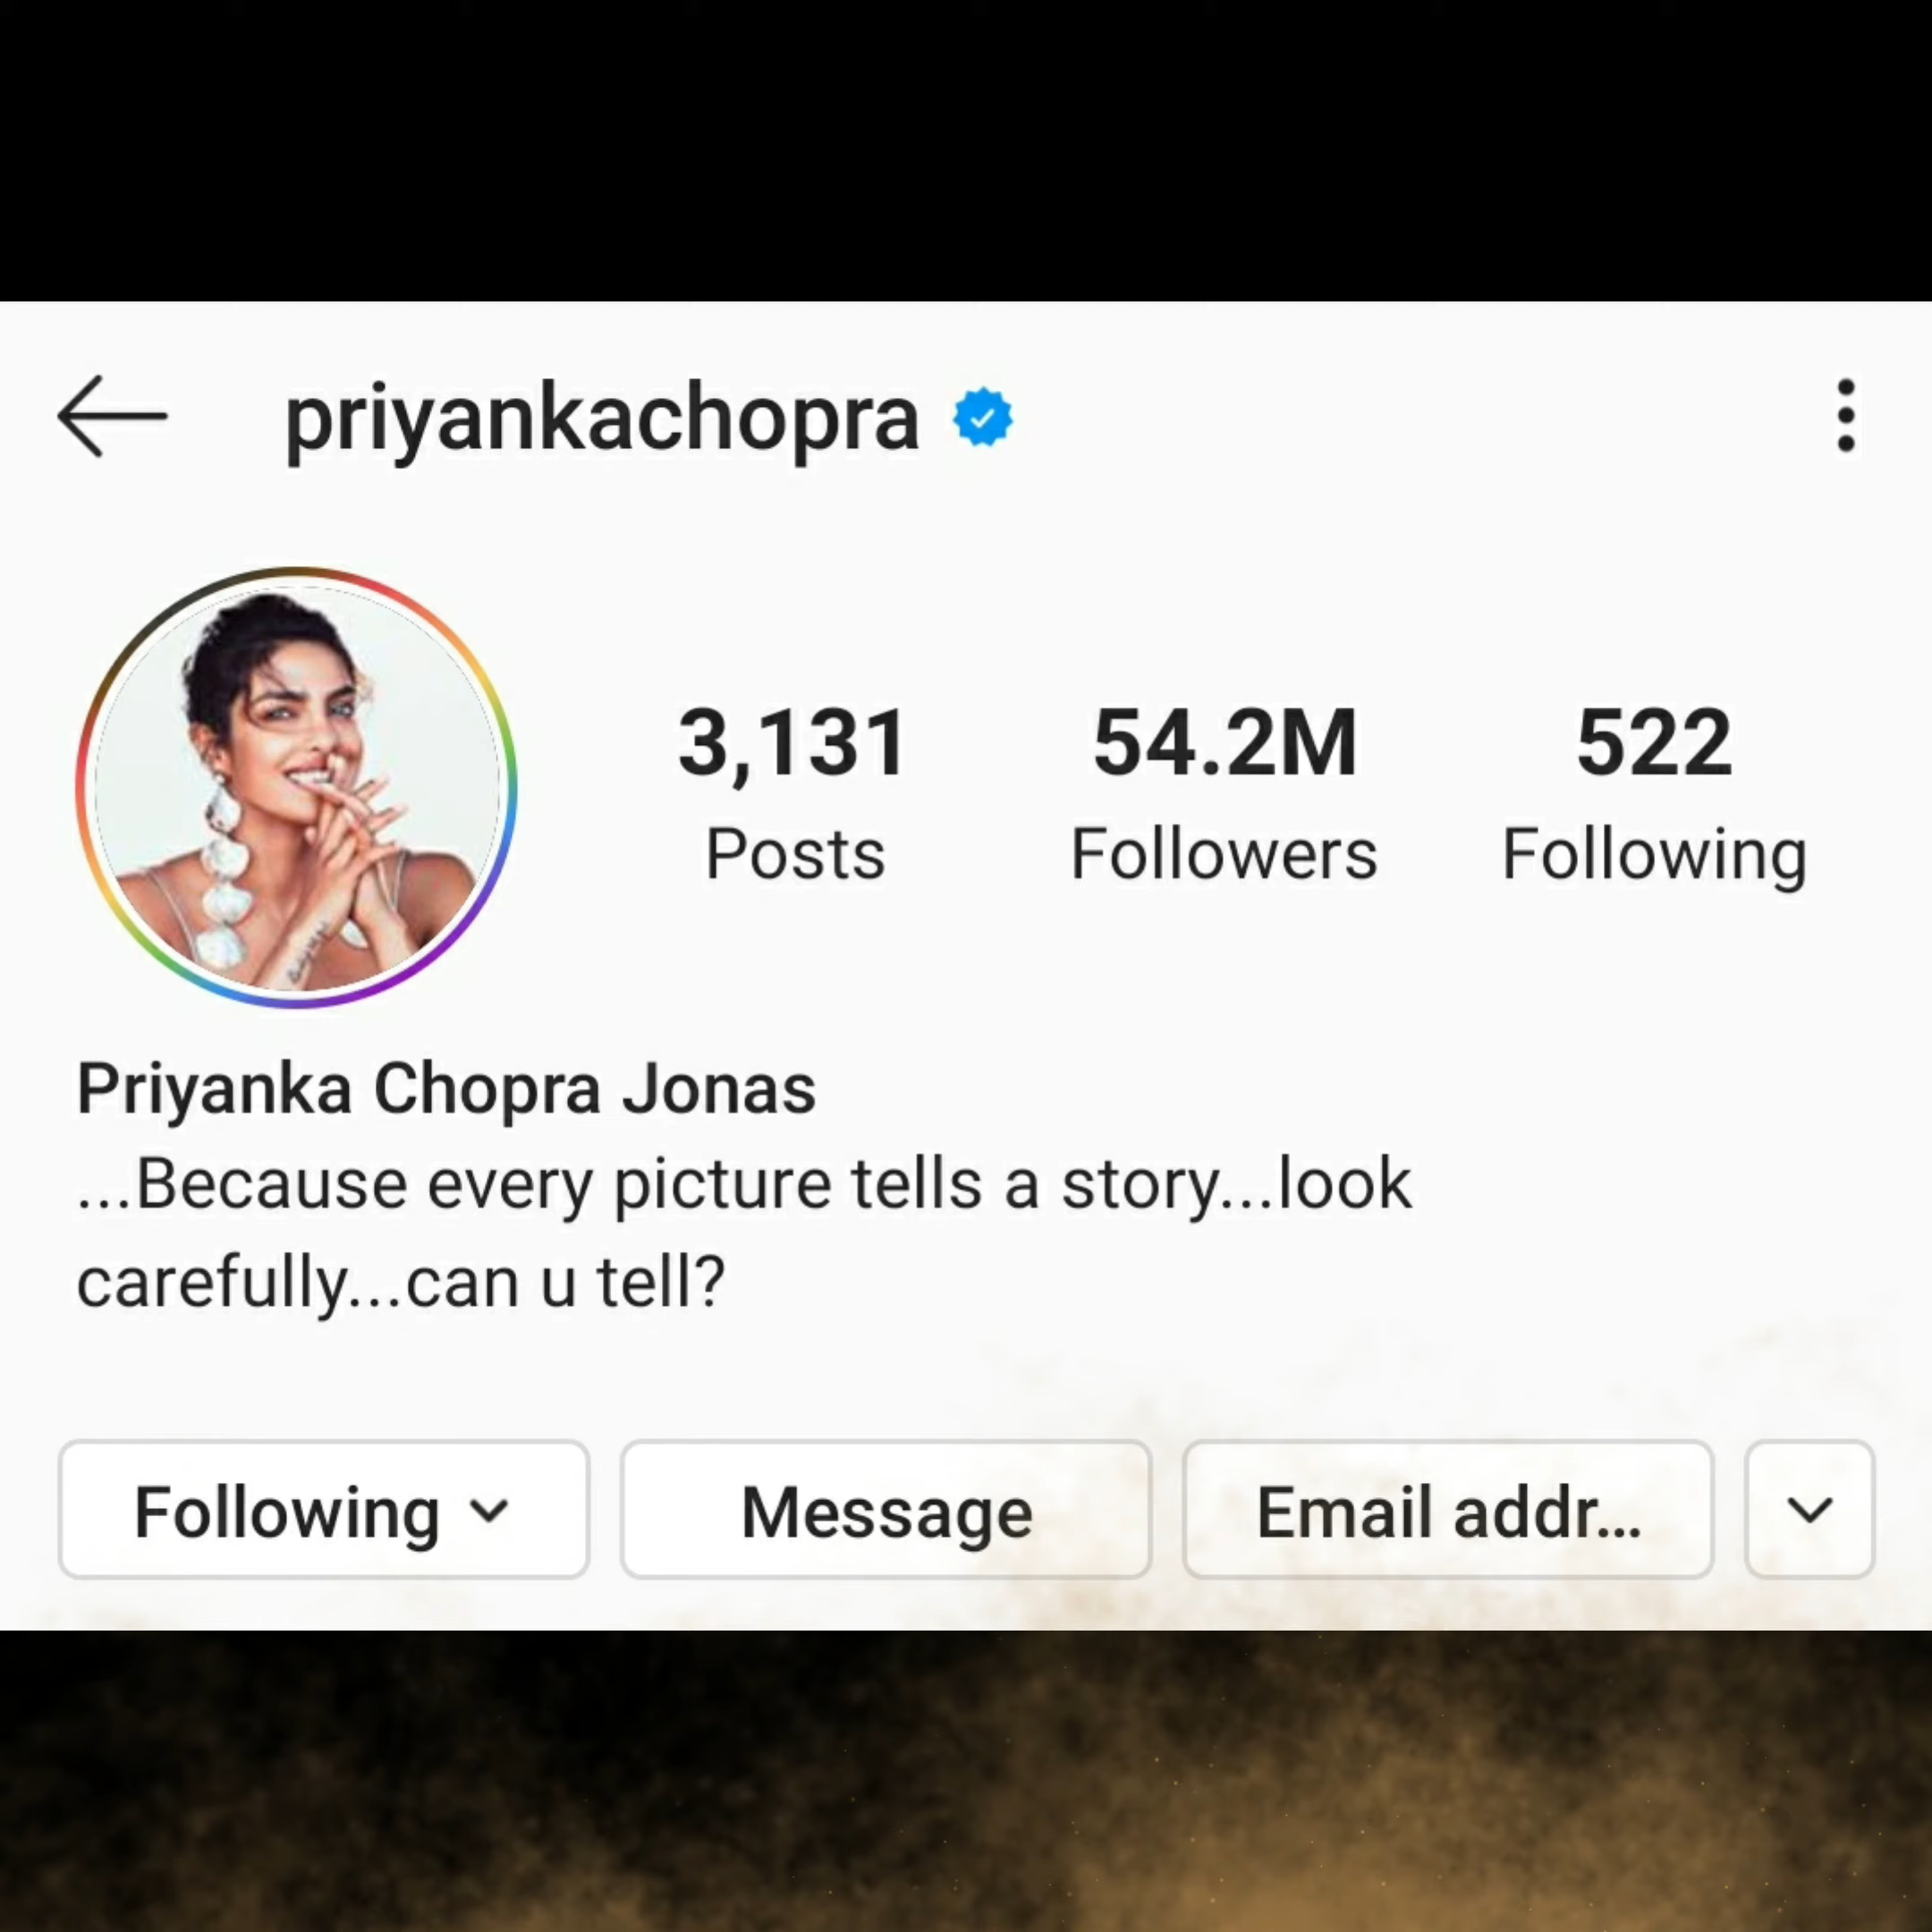 priyankachopra
3,131 54.2M 522
Posts Followers Following
Priyanka Chopra Jonas
...Because every picture tells a story...look
carefully...can u tell?
Following Message Email addr...